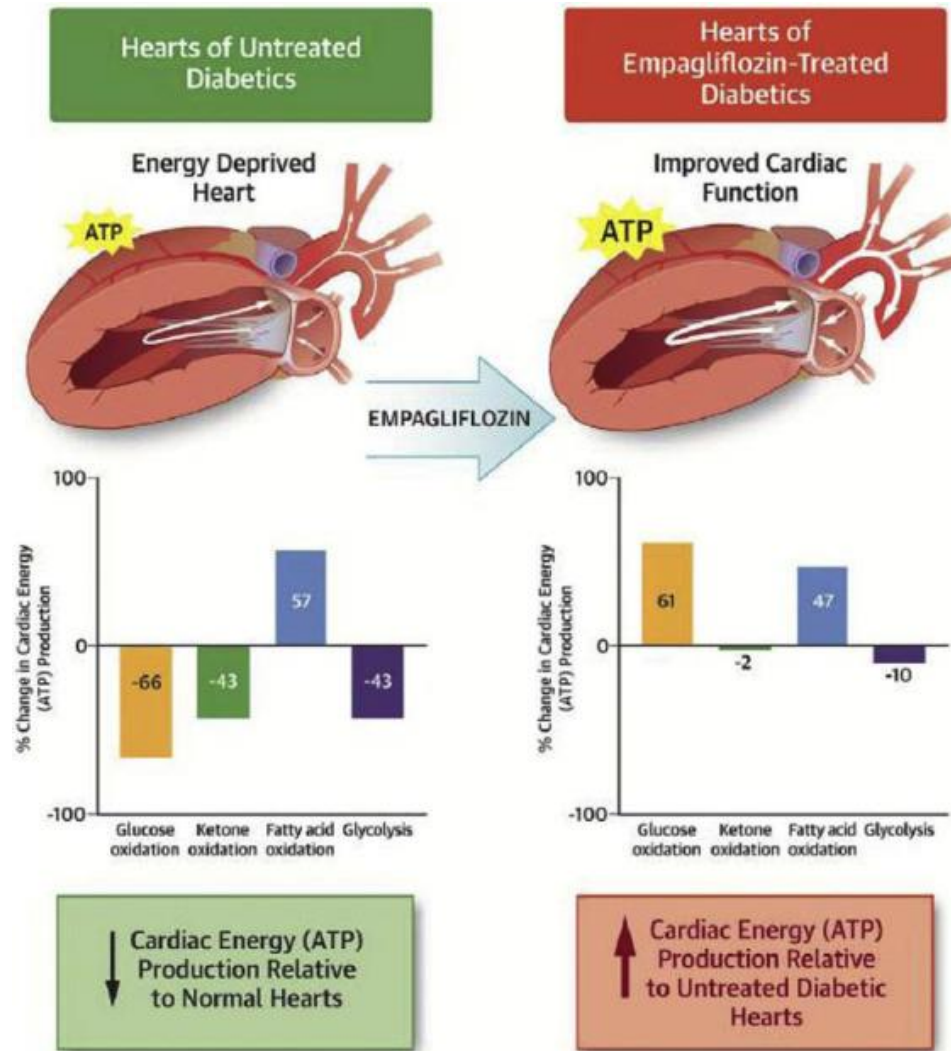 Hearts of Untreated
Diabetics
Energy Deprived
Heart
ATP
Hearts of
Empagliflozin-Treated
Diabetics
Improved Cardiac
Function
ATP
EMPAGLIFLOZIN
% Change in Cardiac Energy
(ATP) Production
100
0
-100
-66
-43
57
-43
Glucose
oxidation
Ketone
oxidation
Fatty acid
oxidation
Glycolysis
% Change in Cardiac Energy
(ATP) Production
100
0
-100
61
-2
47
-10
Glucose
oxidation
Ketone
oxidation
Fatty acid
oxidation
Glycolysis
Cardiac Energy (ATP)
Production Relative
to Normal Hearts
Cardiac Energy (ATP)
Production Relative
to Untreated Diabetic
Hearts